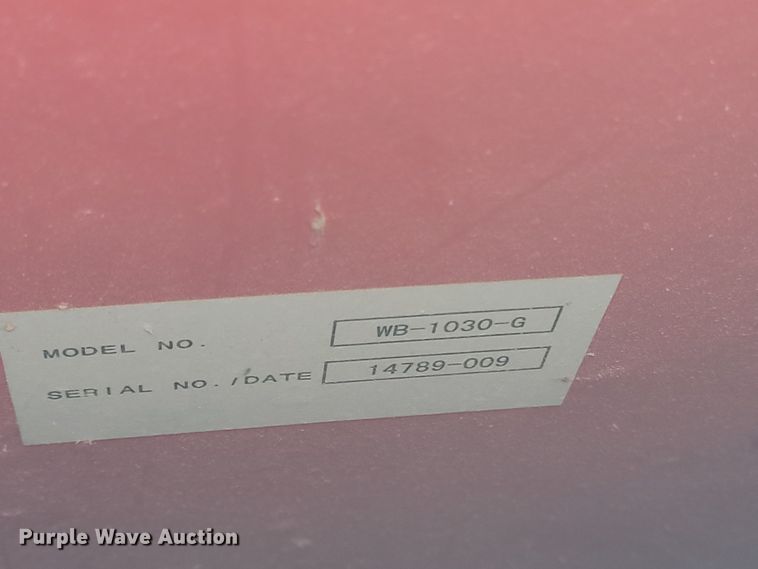 MODEL NO. WB-1030-G
SERIAL NO./DATE 14789-009
Purple Wave Auction